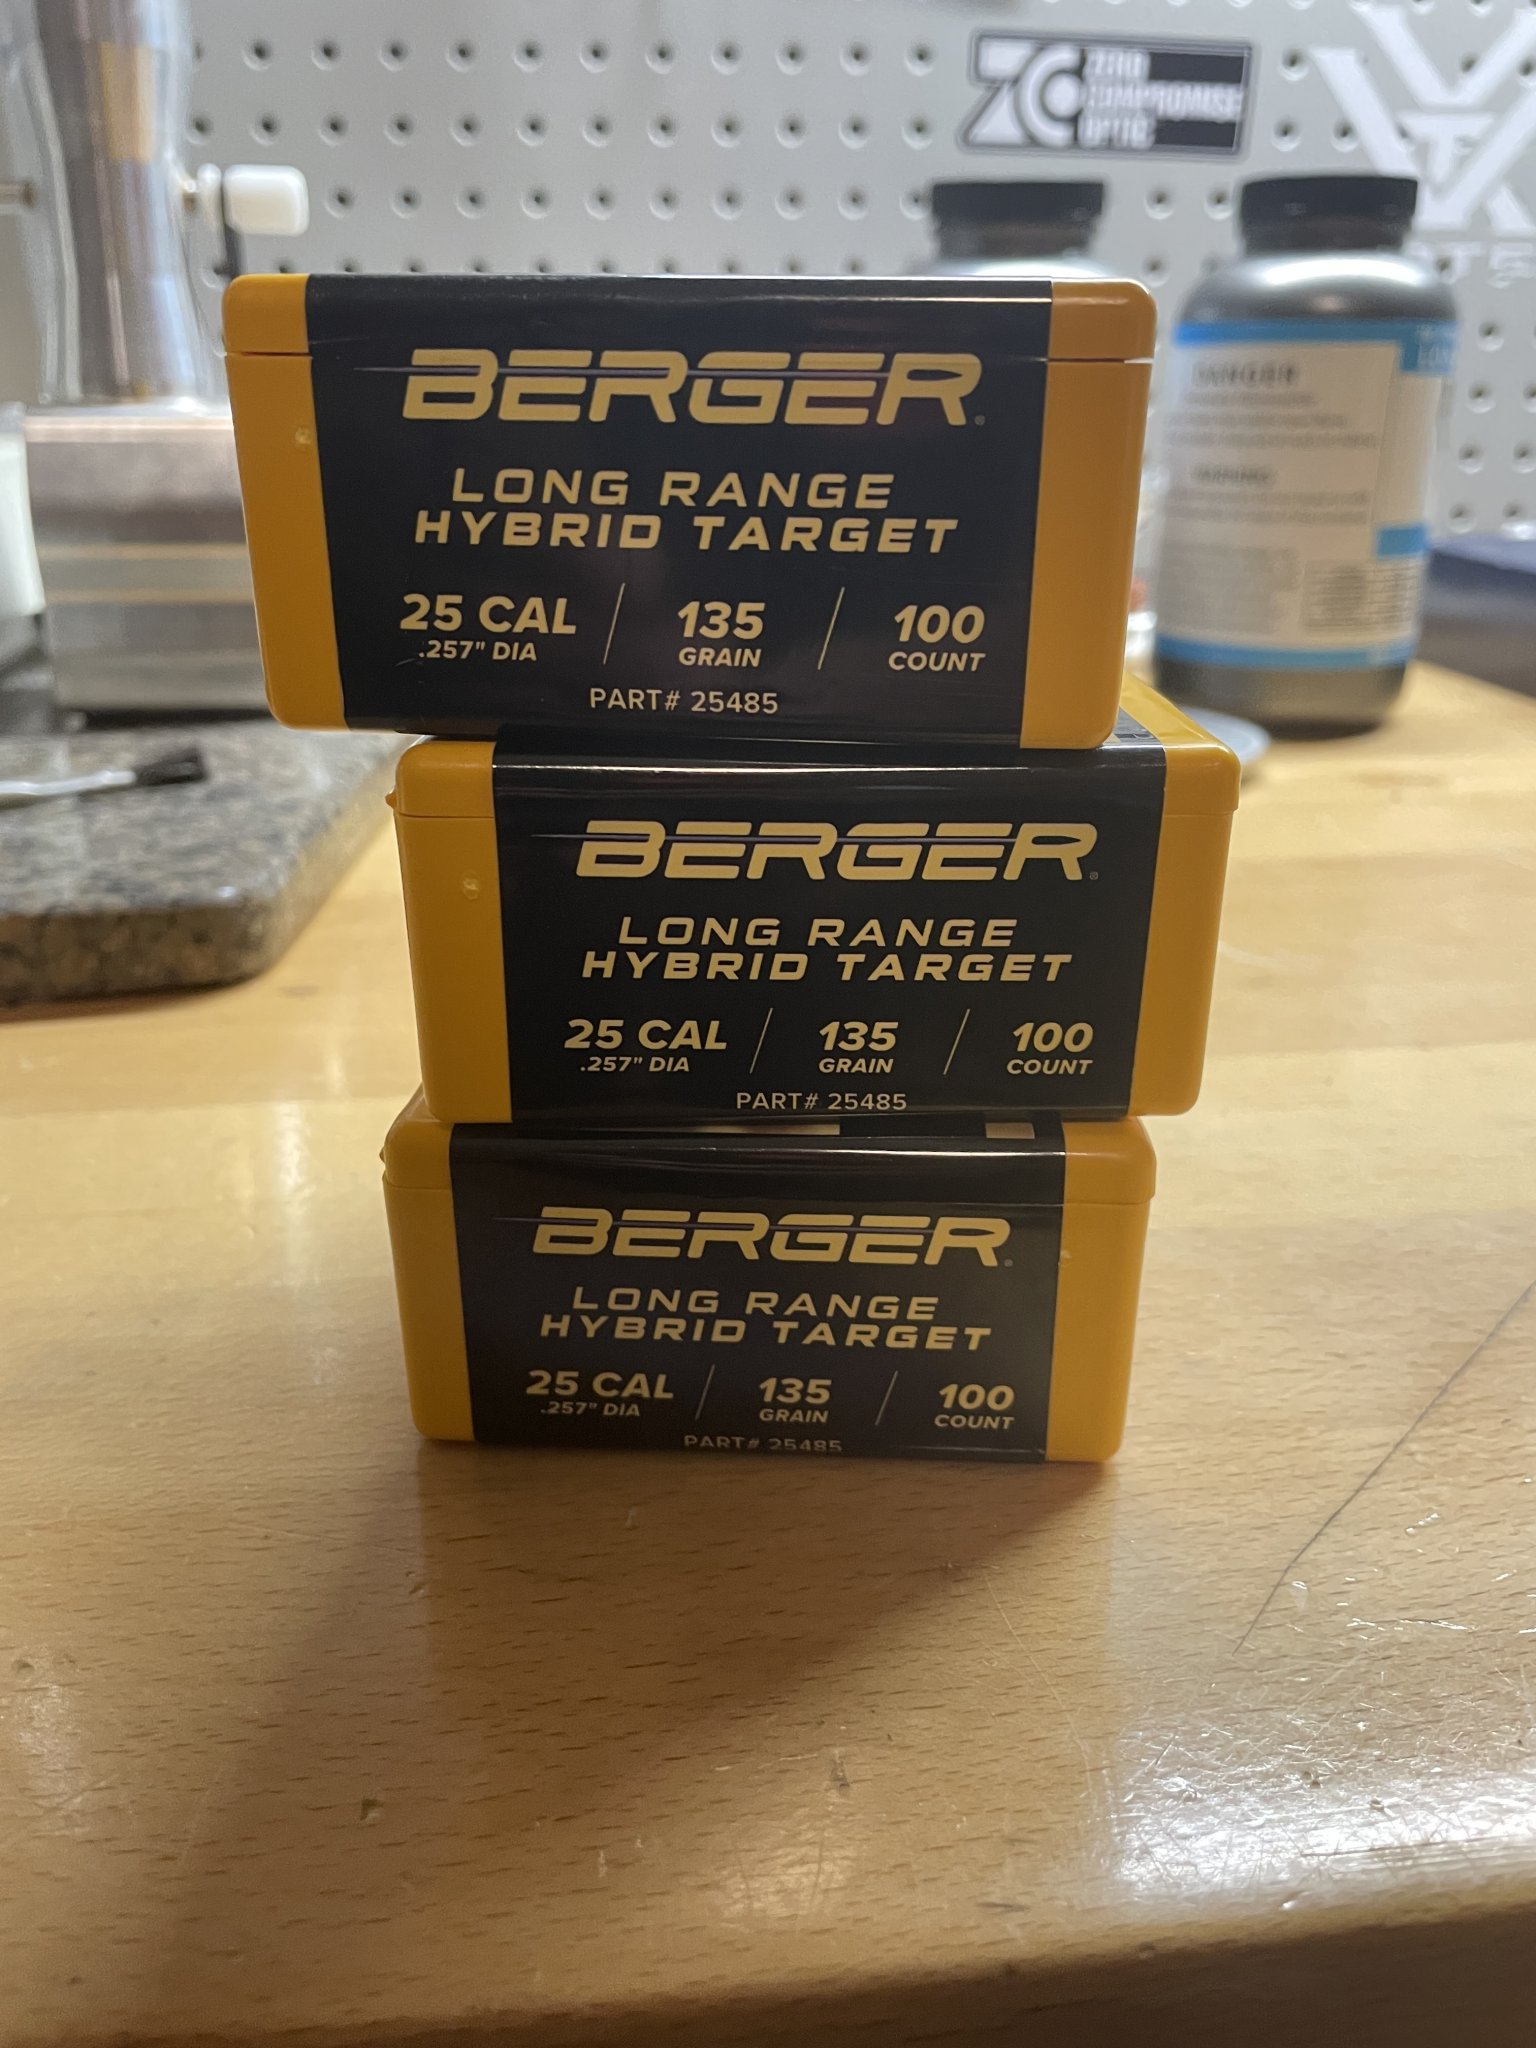 ZERO
COMPROMISE
OPTIC
DANGER
BERGER®
LONG RANGE
HYBRID TARGET
25 CAL / 135 / 100
.257" DIA GRAIN COUNT
PART# 25485
BERGER®
LONG RANGE
HYBRID TARGET
25 CAL / 135 / 100
.257" DIA GRAIN COUNT
PART# 25485
BERGER®
LONG RANGE
HYBRID TARGET
25 CAL / 135 / 100
.257" DIA GRAIN COUNT
PART# 25485